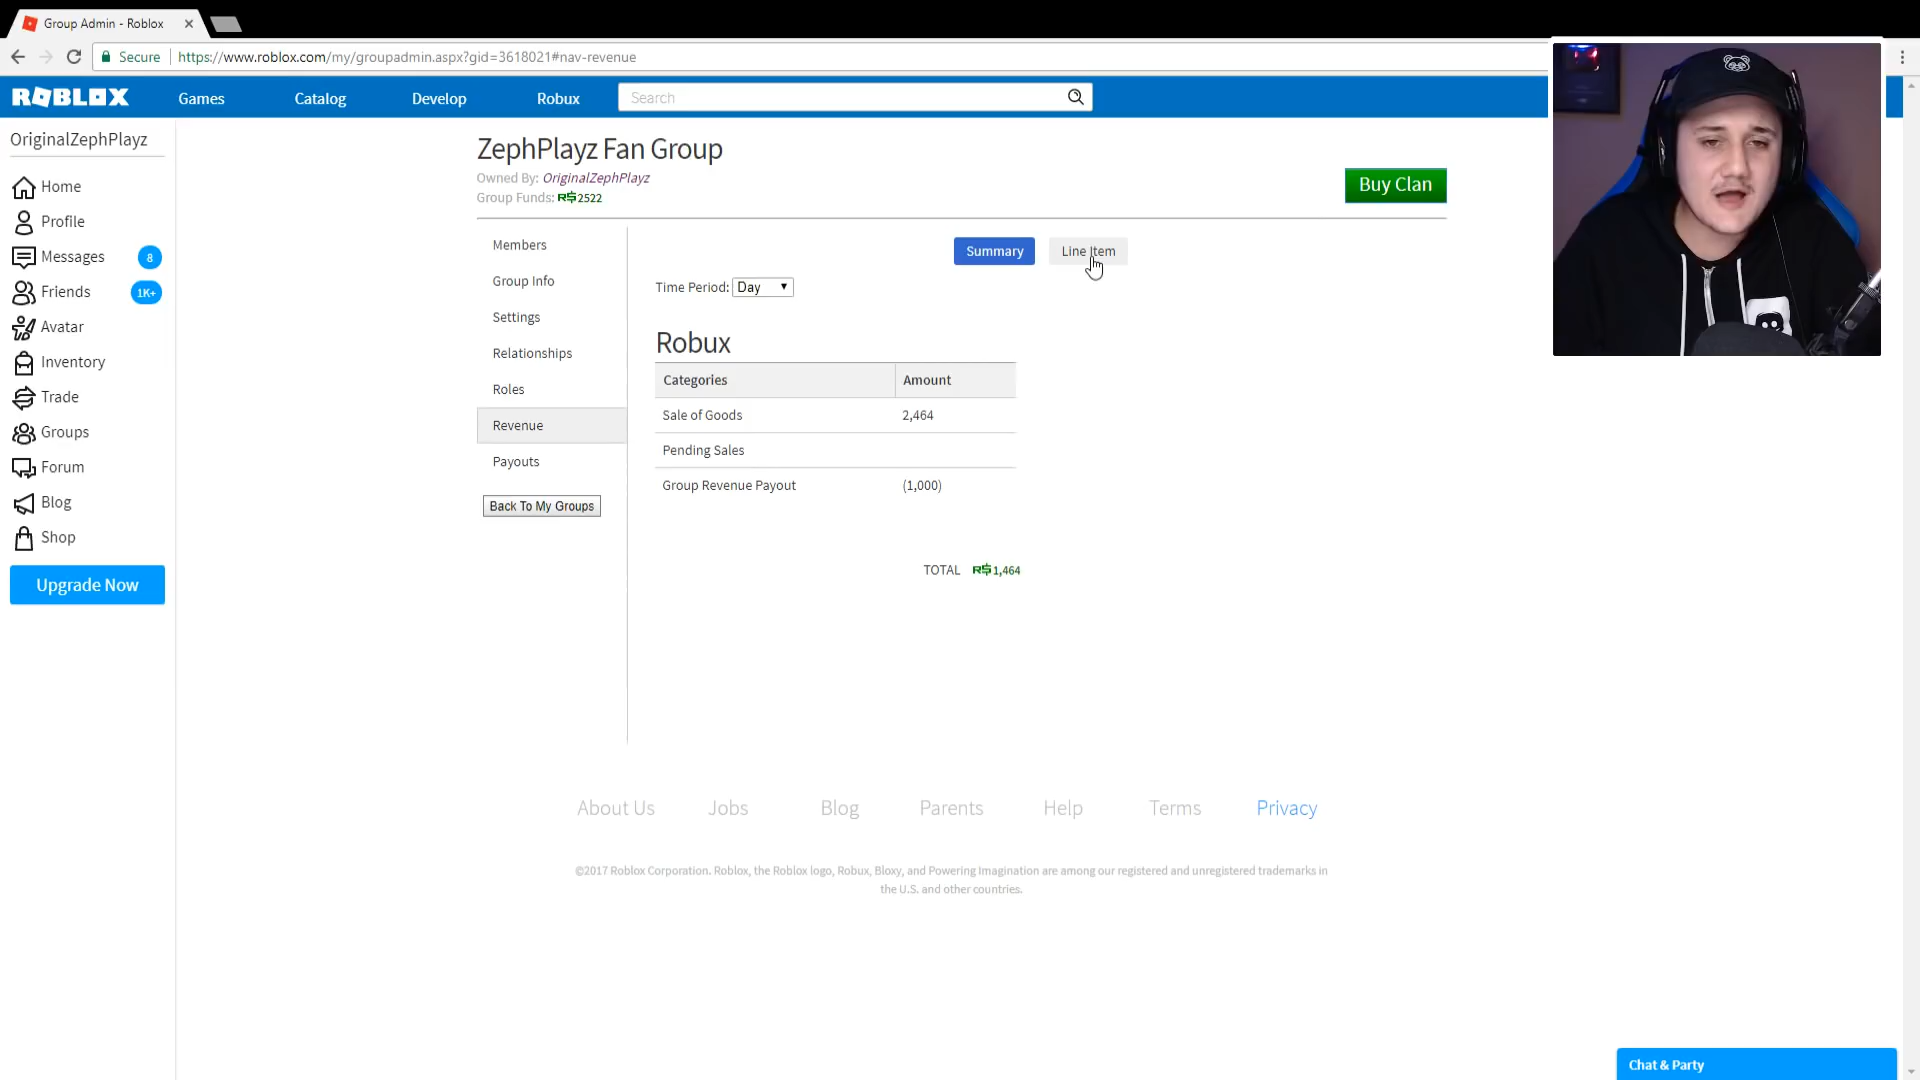 Group Admin - Roblox
Secure https://www.roblox.com/my/groupadmin.aspx?gid=3618021#nav-revenue
ROBLOX Games Catalog Develop Robux Search
OriginalZephPlayz
Home
Profile
Messages 8
Friends 1K+
Avatar
Inventory
Trade
Groups
Forum
Blog
Shop
Upgrade Now
ZephPlayz Fan Group
Owned By: OriginalZephPlayz
Group Funds: R$2522
Buy Clan
Members
Group Info
Settings
Relationships
Roles
Revenue
Payouts
Back To My Groups
Summary Line Item
Time Period: Day
Robux
Categories Amount
Sale of Goods 2,464
Pending Sales
Group Revenue Payout (1,000)
TOTAL R$1,464
About Us Jobs Blog Parents Help Terms Privacy
©2017 Roblox Corporation. Roblox, the Roblox logo, Robux, Bloxy, and Powering Imagination are among our registered and unregistered trademarks in
the U.S. and other countries.
Chat & Party